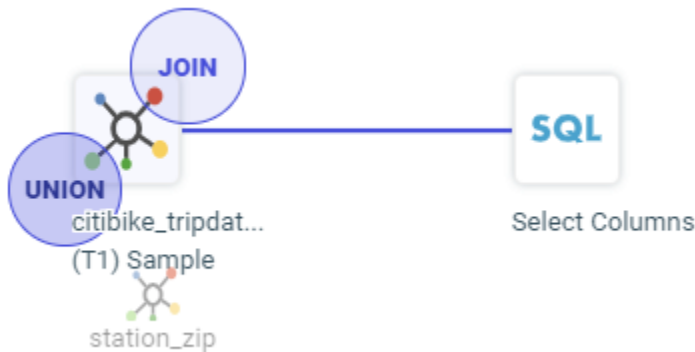 JOIN
SQL
UNION
citibike_tripdat...
Select Columns
(T1) Sample
station_zip